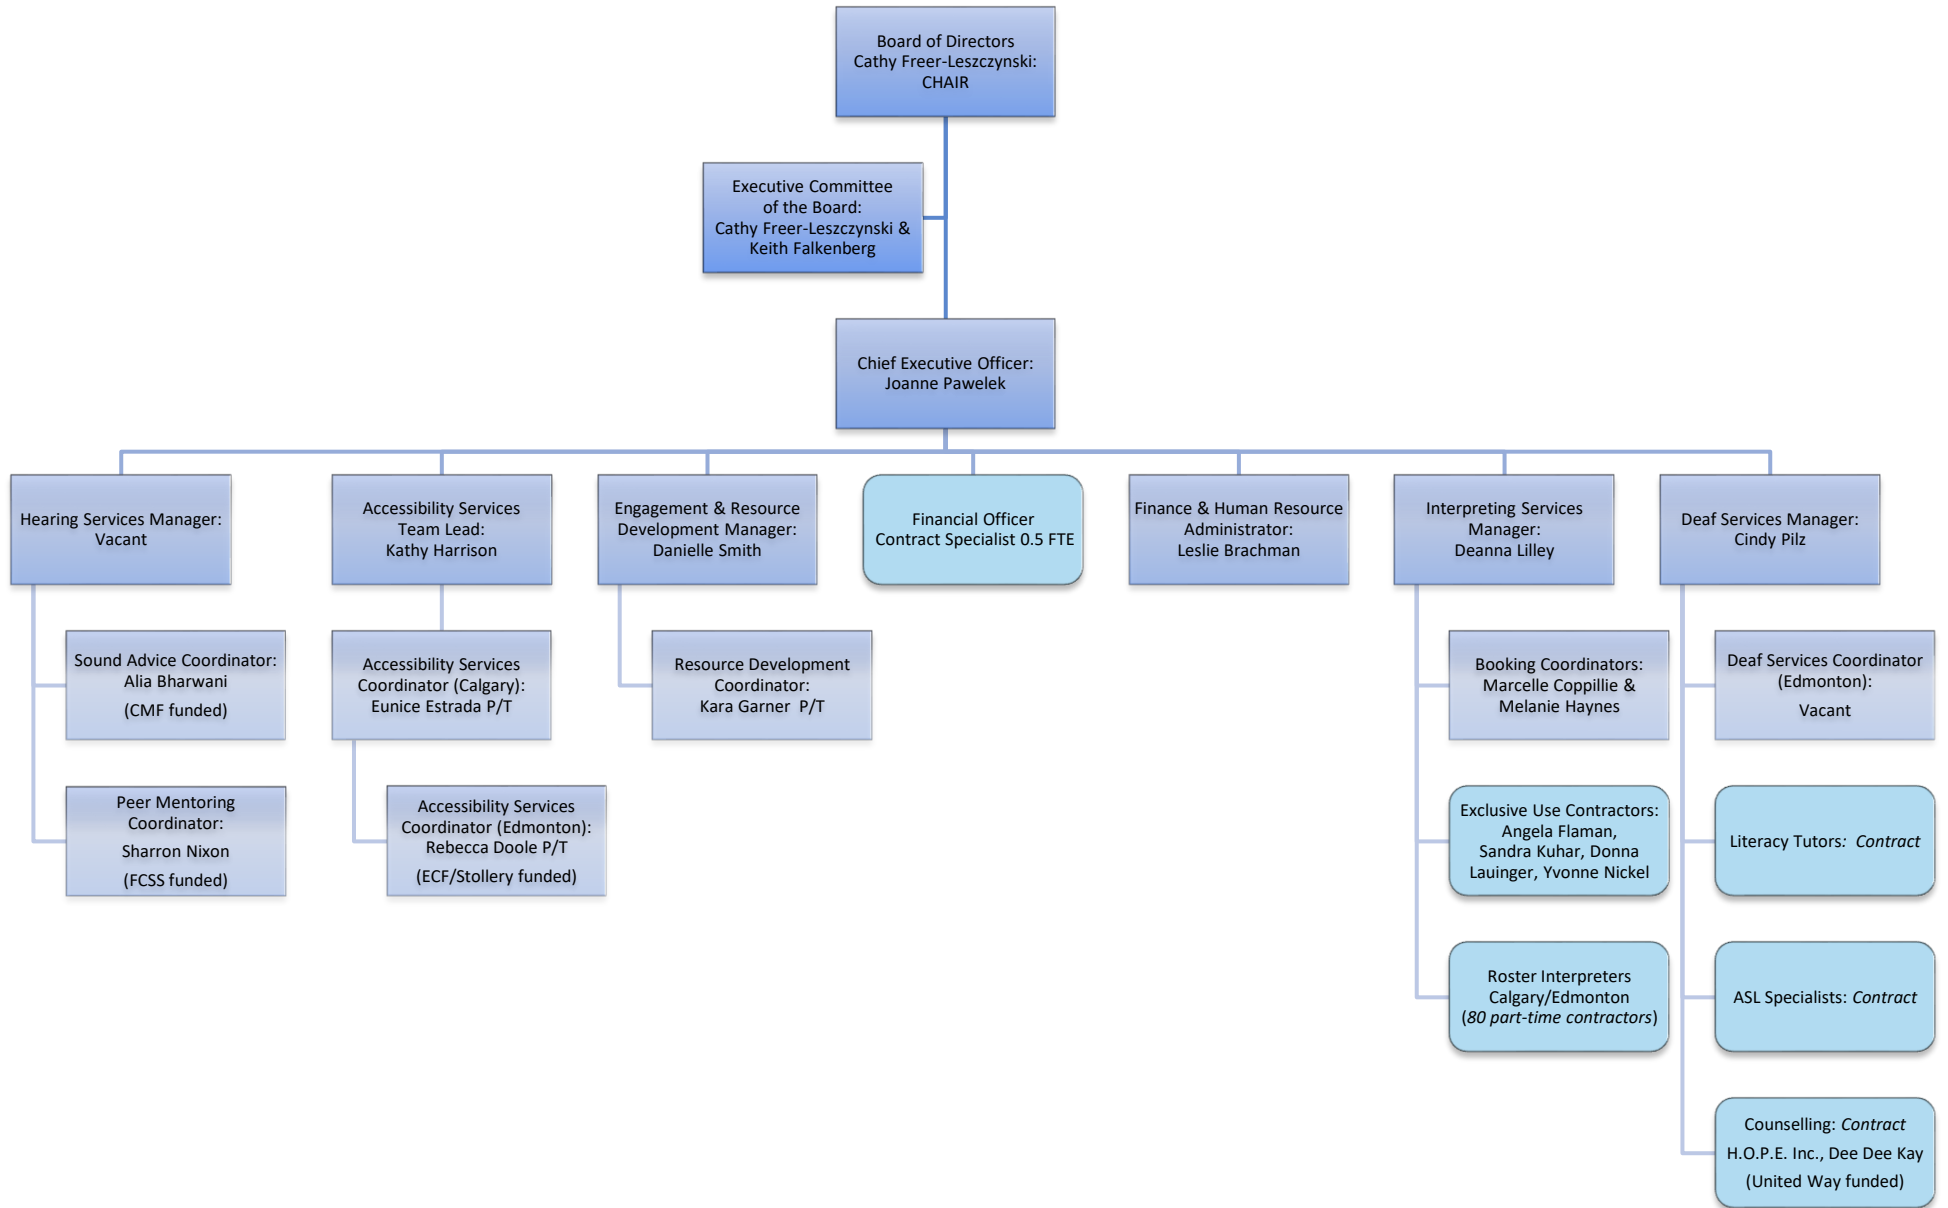 Board of Directors
Cathy Freer-Leszczynski:
CHAIR
Executive Committee
of the Board:
Cathy Freer-Leszczynski &
Keith Falkenberg
Chief Executive Officer:
Joanne Pawelek
Hearing Services Manager:
Vacant
Accessibility Services
Team Lead:
Kathy Harrison
Engagement & Resource
Development Manager:
Danielle Smith
Financial Officer
Contract Specialist 0.5 FTE
Finance & Human Resource
Administrator:
Leslie Brachman
Interpreting Services
Manager:
Deanna Lilley
Deaf Services Manager:
Cindy Pilz
Sound Advice Coordinator:
Alia Bharwani
(CMF funded)
Accessibility Services
Coordinator (Calgary):
Eunice Estrada P/T
Resource Development
Coordinator:
Kara Garner  P/T
Booking Coordinators:
Marcelle Coppillie &
Melanie Haynes
Deaf Services Coordinator
(Edmonton):
Vacant
Peer Mentoring
Coordinator:
Sharron Nixon
(FCSS funded)
Accessibility Services
Coordinator (Edmonton):
Rebecca Doole P/T
(ECF/Stollery funded)
Exclusive Use Contractors:
Angela Flaman,
Sandra Kuhar, Donna
Lauinger, Yvonne Nickel
Literacy Tutors:  Contract
Roster Interpreters
Calgary/Edmonton
(80 part-time contractors)
ASL Specialists: Contract
Counselling: Contract
H.O.P.E. Inc., Dee Dee Kay
(United Way funded)